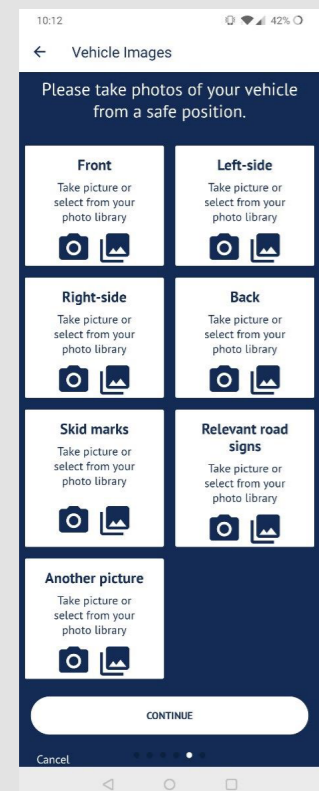 10:12
42%
Vehicle Images
Please take photos of your vehicle
from a safe position.
Front
Take picture or
select from your
photo library
Left-side
Take picture or
select from your
photo library
Right-side
Take picture or
select from your
photo library
Back
Take picture or
select from your
photo library
Skid marks
Take picture or
select from your
photo library
Relevant road
signs
Take picture or
select from your
photo library
Another picture
Take picture or
select from your
photo library
CONTINUE
Cancel